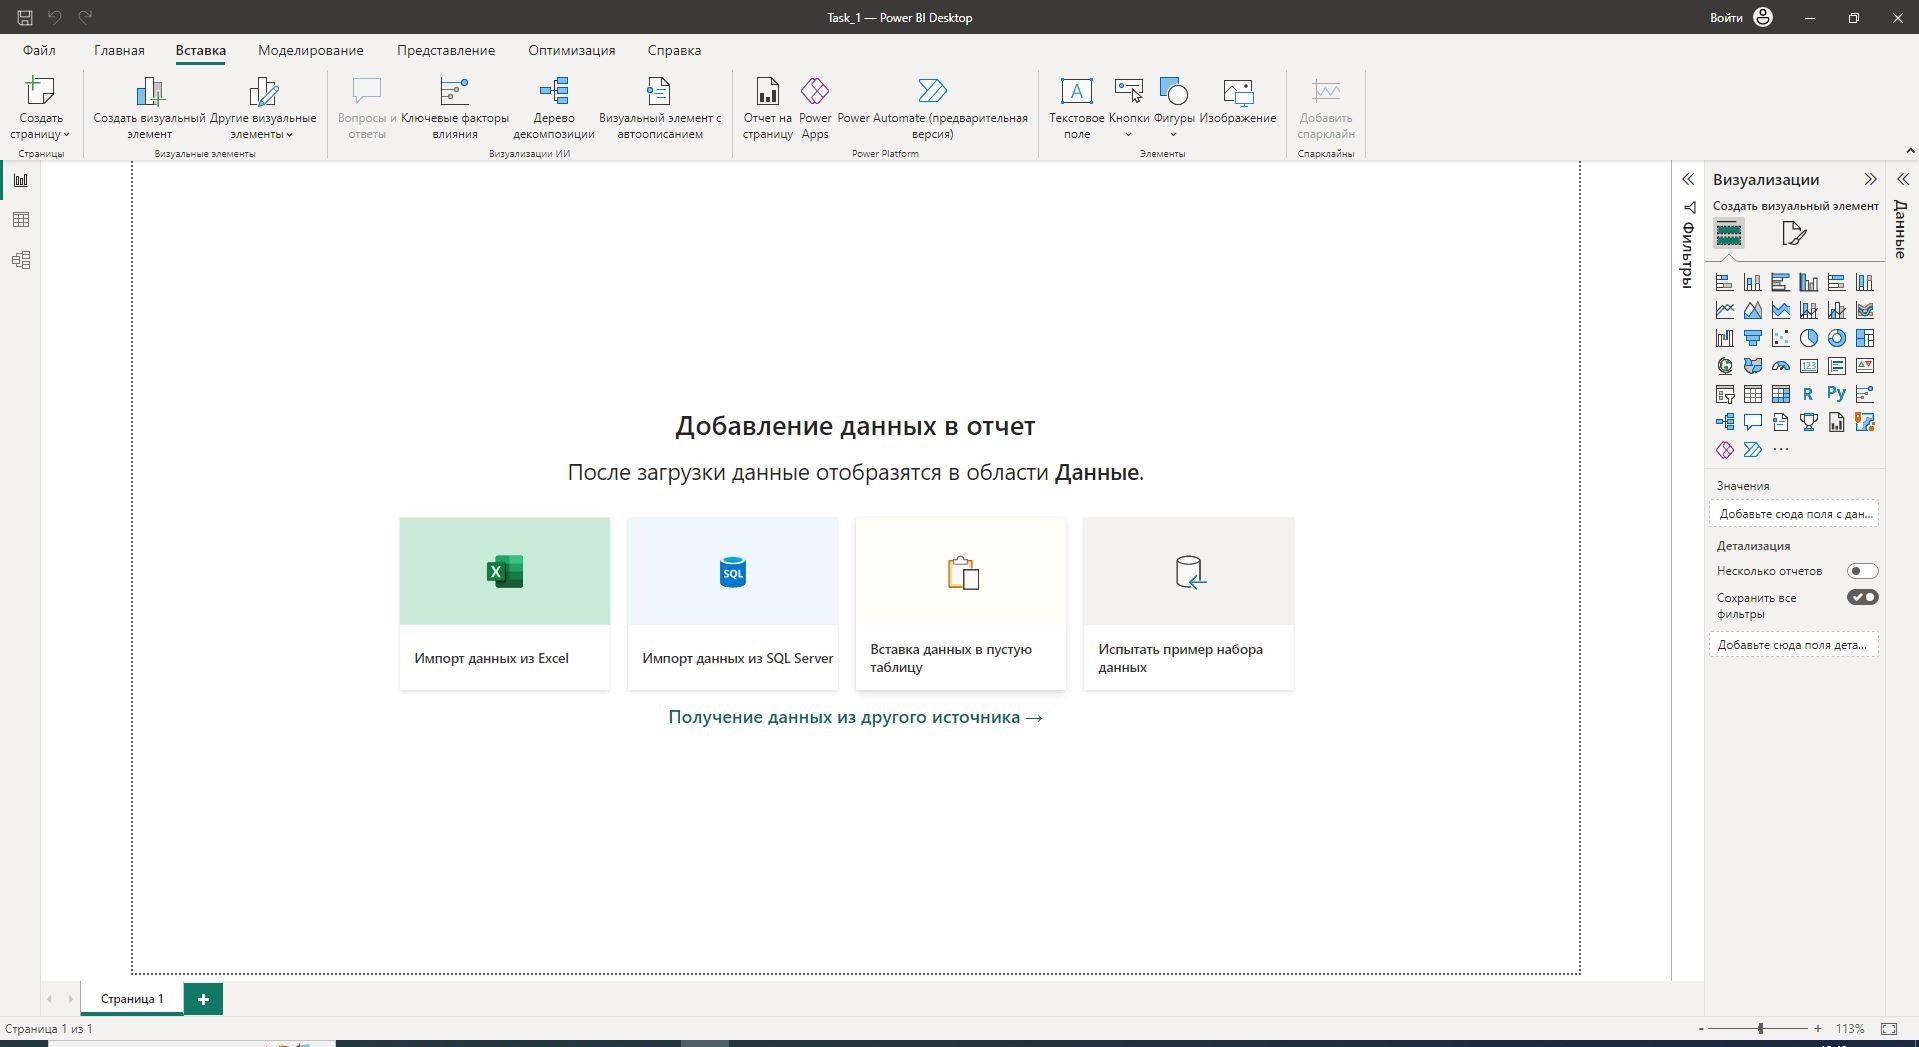 Task_1 — Power BI Desktop
Войти
Файл
Главная
Вставка
Моделирование
Представление
Оптимизация
Справка
Создать страницу
Создать визуальный элемент
Другие визуальные элементы
Вопросы и ответы
Ключевые факторы влияния
Дерево декомпозиции
Визуальный элемент с автоописанием
Отчет на страницу
Power Apps
Power Automate (предварительная версия)
Текстовое поле
Кнопки
Фигуры
Изображение
Добавить спарклайн
Страницы
Визуальные элементы
Визуализации ИИ
Power Platform
Элементы
Спарклайны
Фильтры
Визуализации
Создать визуальный элемент
Данные
123
R
Py
Значения
Добавьте сюда поля с дан...
Детализация
Несколько отчетов
Сохранить все
фильтры
Добавьте сюда поля дета...
Добавление данных в отчет
После загрузки данные отобразятся в области Данные.
X
SQL
Импорт данных из Excel
Импорт данных из SQL Server
Вставка данных в пустую
таблицу
Испытать пример набора
данных
Получение данных из другого источника →
Страница 1
Страница 1 из 1
113%